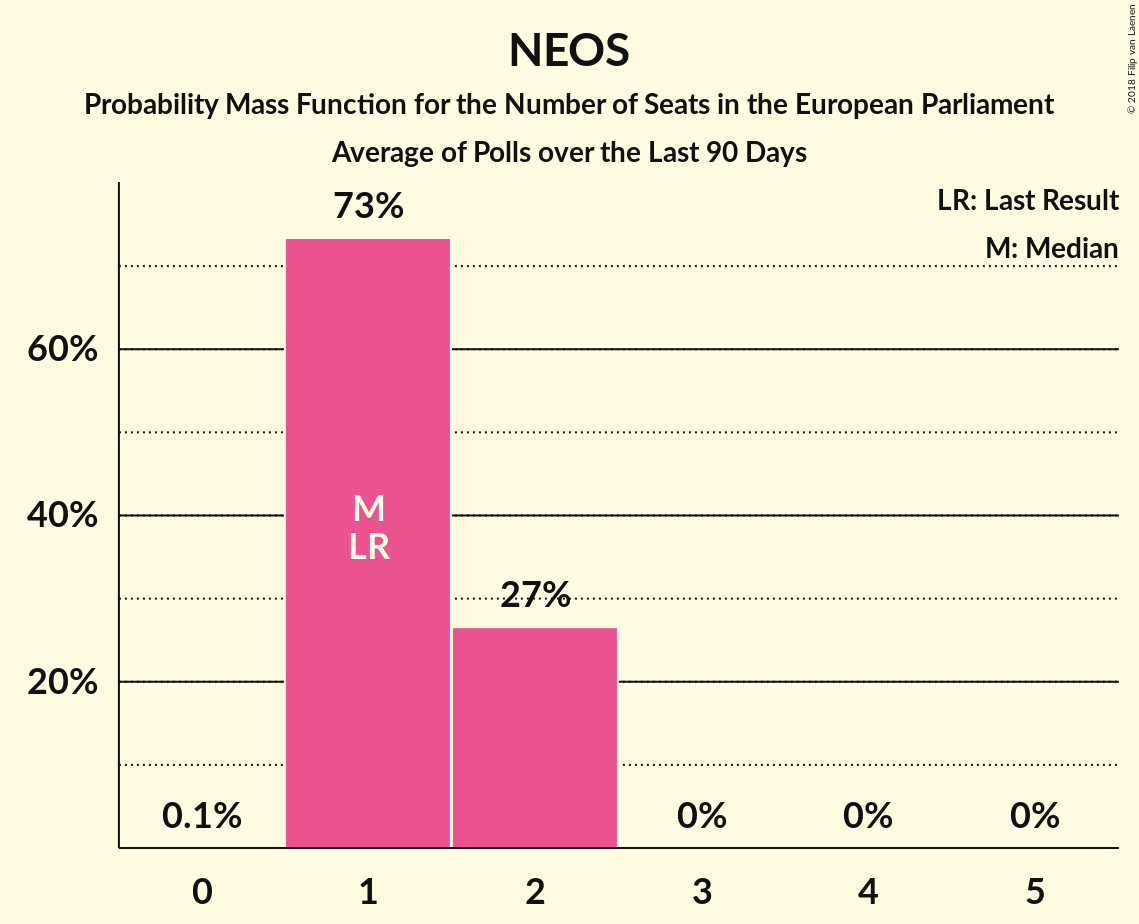 NEOS
Probability Mass Function for the Number of Seats in the European Parliament
Average of Polls over the Last 90 Days
© 2018 Filip van Laenen
LR: Last Result
M: Median
73%
60%
40%
20%
M
LR
27%
0.1%
0%
0%
0%
0
1
2
3
4
5